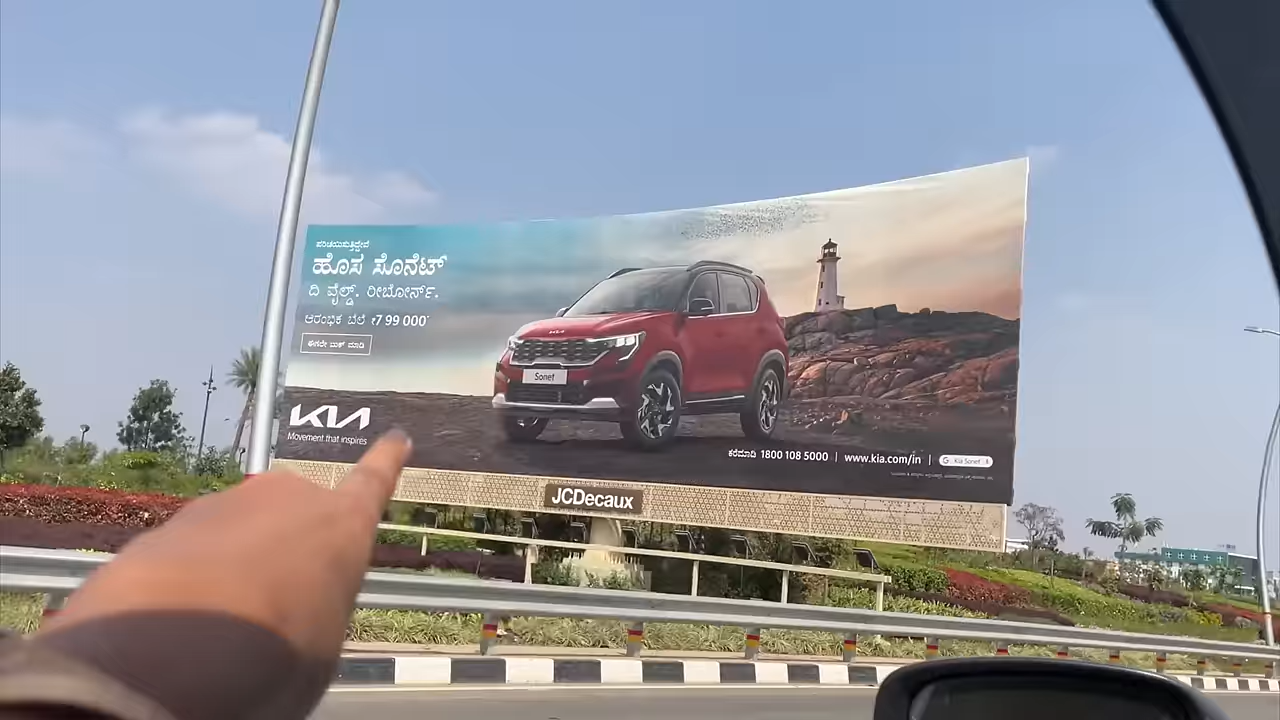 ಪರಿಚಯಿಸುತ್ತಿದ್ದೇವೆ
ಹೊಸ ಸೊನೆಟ್
ದಿ ವೈಲ್ಡ್. ರೀಬೋರ್ನ್.
ಆರಂಭಿಕ ಬೆಲೆ ₹7 99 000*
ಈಗಲೇ ಬುಕ್ ಮಾಡಿ
KIA
Sonet
KIA
Movement that inspires
ಕರೆಮಾಡಿ 1800 108 5000 | www.kia.com/in | G Kia Sonet
JCDecaux